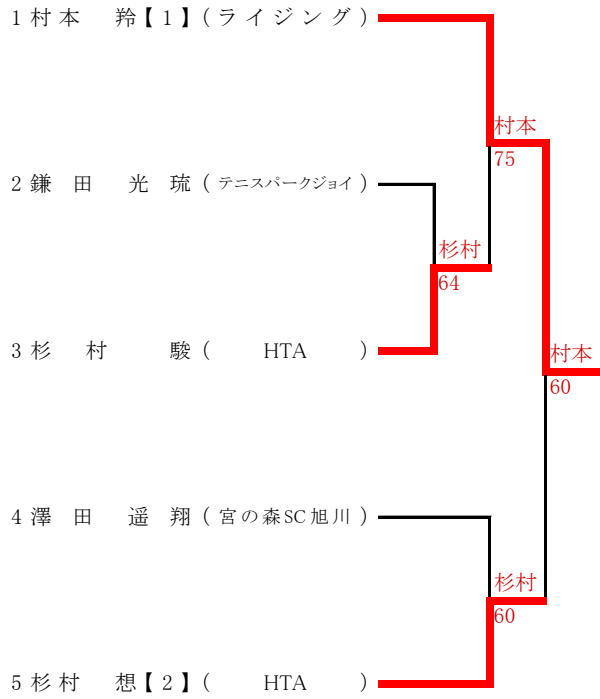 1 村本 羚【1】(ライジング)
村本
75
2 鎌田 光琉 (テニスパークジョイ)
杉村
64
3 杉村 駿 (HTA)
村本
60
4 澤田 遥翔 (宮の森SC旭川)
杉村
60
5 杉村 想【2】(HTA)